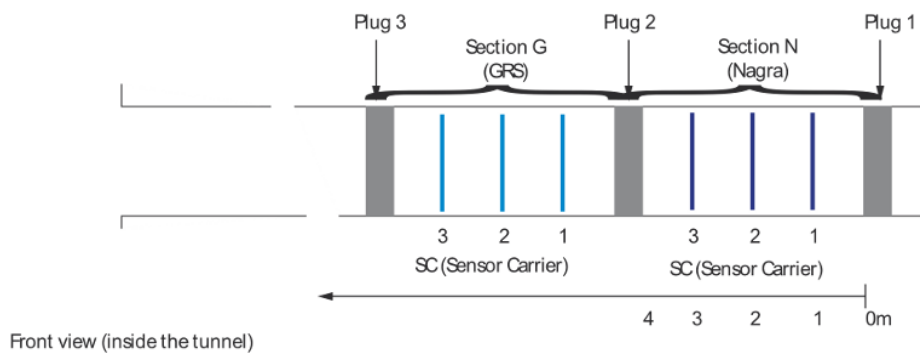 Plug 3
Plug 2
Plug 1
Section G
(GRS)
Section N
(Nagra)
3 2 1
3 2 1
SC (Sensor Carrier)
SC (Sensor Carrier)
4 3 2 1 0m
Front view (inside the tunnel)